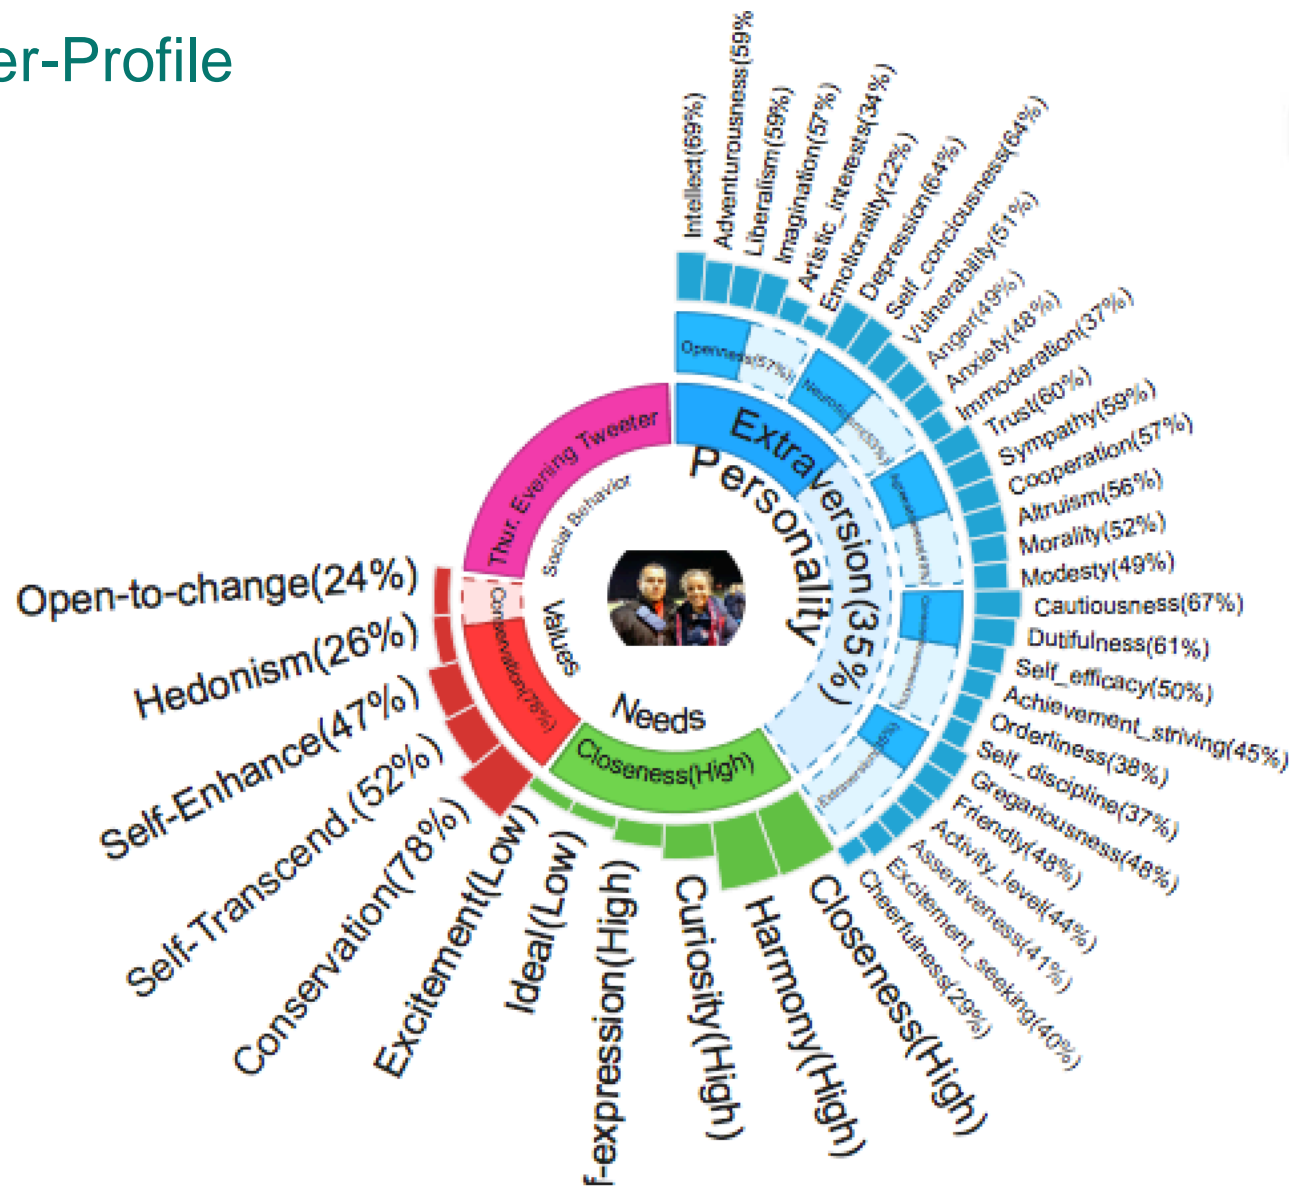 er-Profile
Intellect(69%)
Adventurousness(59%
Liberalism(59%)
Imagination(57%)
Artistic_interests(34%)
Emotionality(22%)
Depression(64%)
Self_conciousness(64%)
Vulnerability(51%)
Anger(49%)
Anxiety(48%)
Immoderation(37%)
Trust(60%)
Sympathy(59%)
Cooperation(57%)
Altruism(56%)
Morality(52%)
Modesty(49%)
Cautiousness(67%)
Dutifulness(61%)
Self_efficacy(50%)
Achievement_striving(45%)
Orderliness(38%)
Self_discipline(37%)
Gregariousness(48%)
Friendly(48%)
Activity_level(44%)
Assertiveness(41%)
Excitement_seeking(40%)
Cheerfulness(29%)
Closeness(High)
Harmony(High)
Curiosity(High)
f-expression(High)
Ideal(Low)
Excitement(Low)
Conservation(78%)
Self-Transcend.(52%)
Self-Enhance(47%)
Hedonism(26%)
Open-to-change(24%)
Openness(57%)
Extraversion(35%)
Personality
Thur. Evening Tweeter
Social Behavior
Values
Conservation(78%)
Needs
Closeness(High)